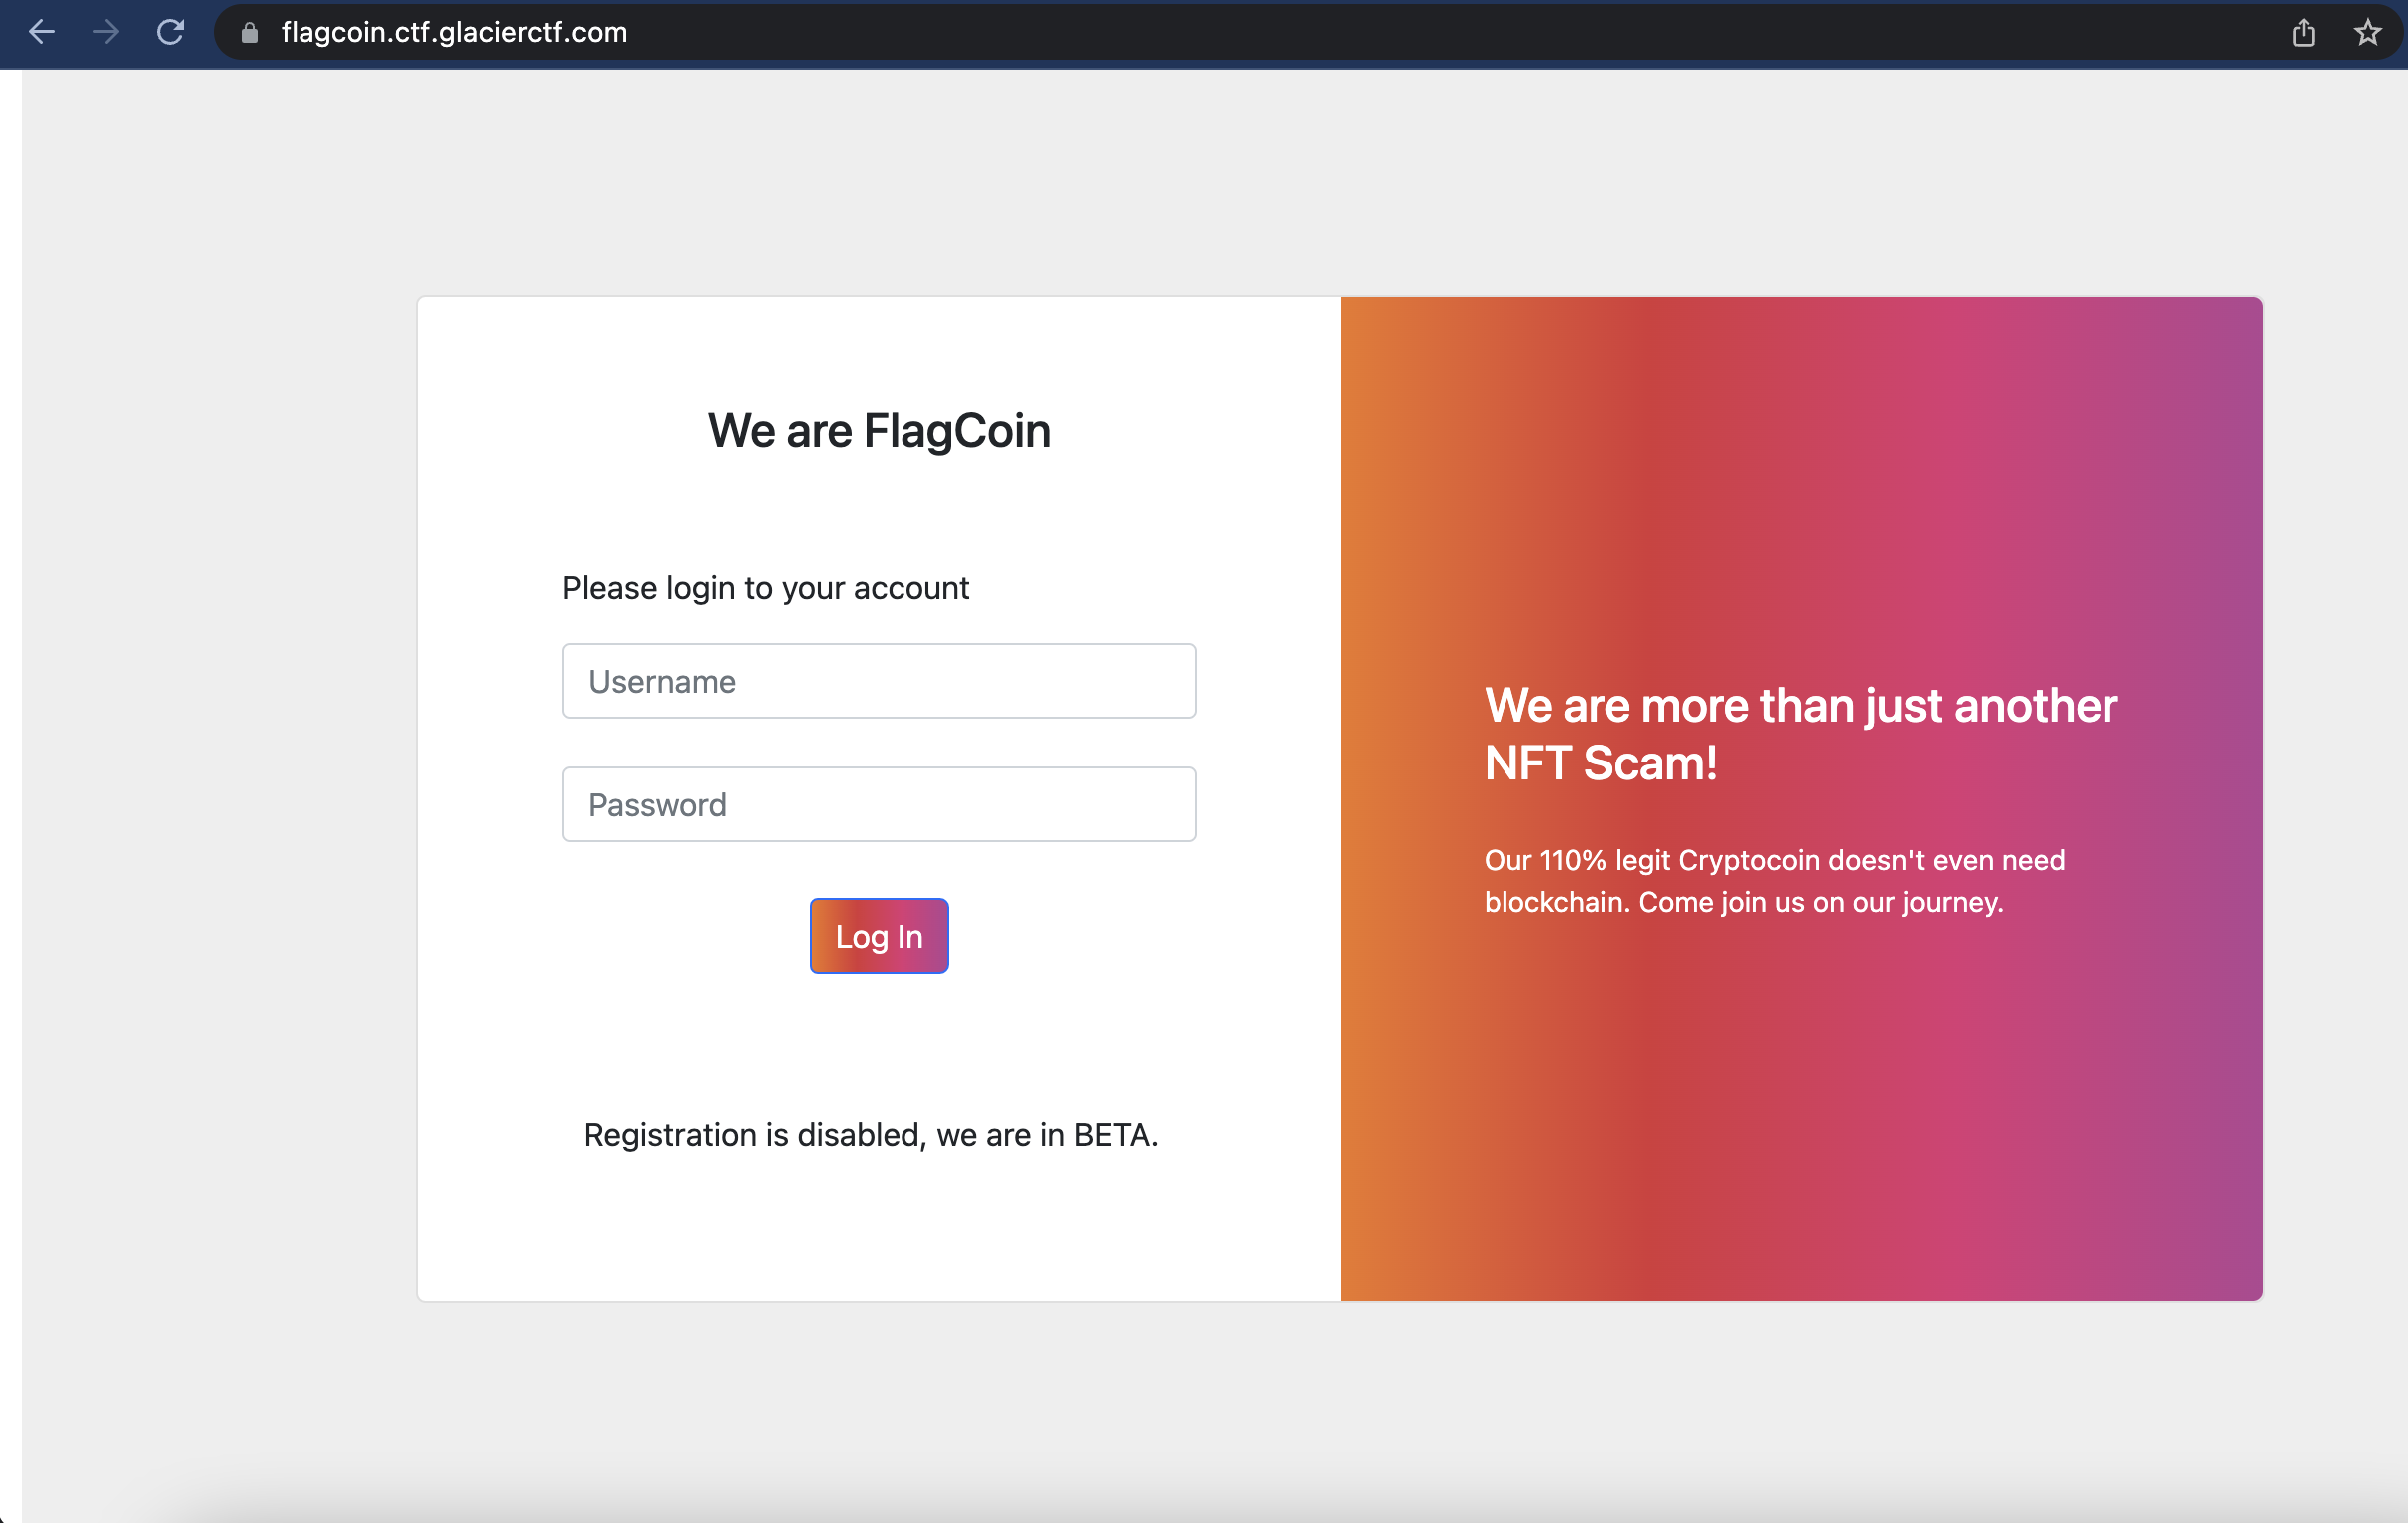 flagcoin.ctf.glacierctf.com
We are FlagCoin
Please login to your account
Username
Password
Log In
Registration is disabled, we are in BETA.
We are more than just another
NFT Scam!
Our 110% legit Cryptocoin doesn't even need
blockchain. Come join us on our journey.